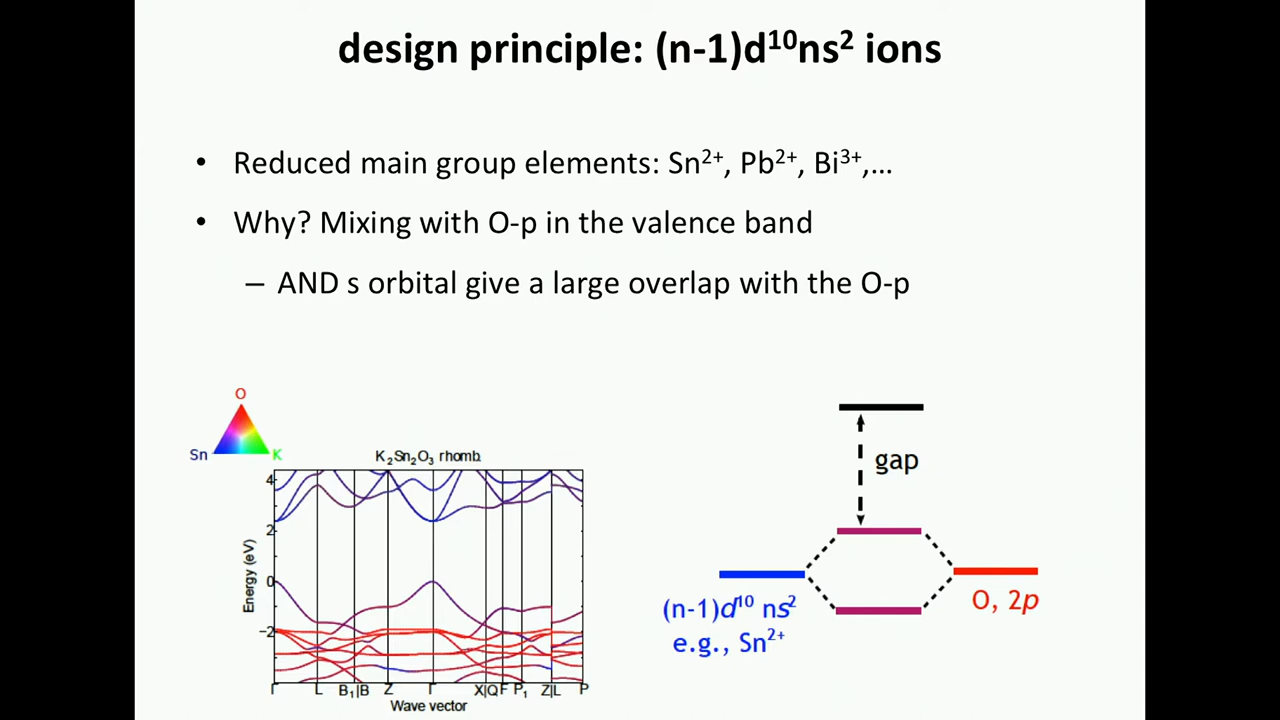 design principle: (n-1)d¹⁰ns² ions
• Reduced main group elements: Sn²⁺, Pb²⁺, Bi³⁺,…
• Why? Mixing with O-p in the valence band
– AND s orbital give a large overlap with the O-p
O
Sn
K
K₂Sn₂O₃ rhomb.
4
2
0
−2
Energy (eV)
Γ L B₁|B Z Γ X|Q F P₁ Z|L P
Wave vector
gap
(n-1)d¹⁰ ns²
e.g., Sn²⁺
O, 2p